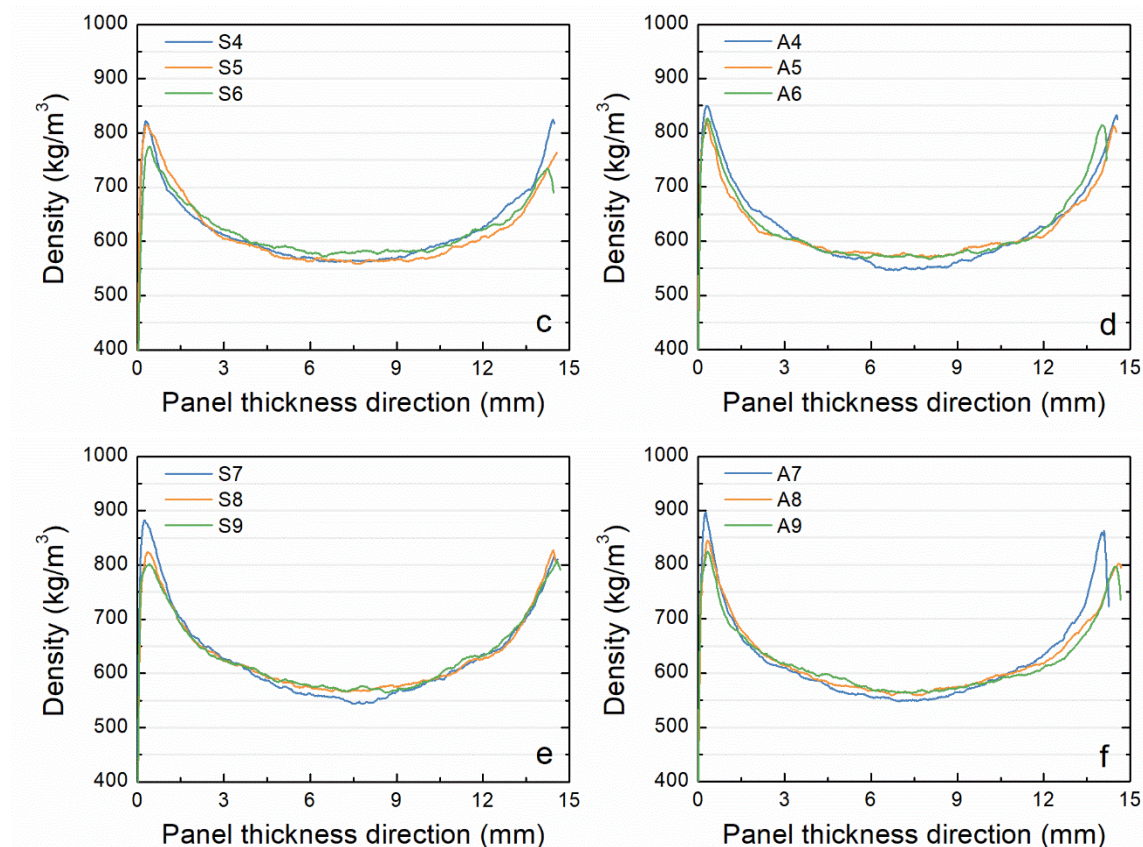 1000
900
800
700
600
500
400
Density (kg/m³)
S4
S5
S6
c
0 3 6 9 12 15
Panel thickness direction (mm)
1000
900
800
700
600
500
400
Density (kg/m³)
A4
A5
A6
d
0 3 6 9 12 15
Panel thickness direction (mm)
1000
900
800
700
600
500
400
Density (kg/m³)
S7
S8
S9
e
0 3 6 9 12 15
Panel thickness direction (mm)
1000
900
800
700
600
500
400
Density (kg/m³)
A7
A8
A9
f
0 3 6 9 12 15
Panel thickness direction (mm)